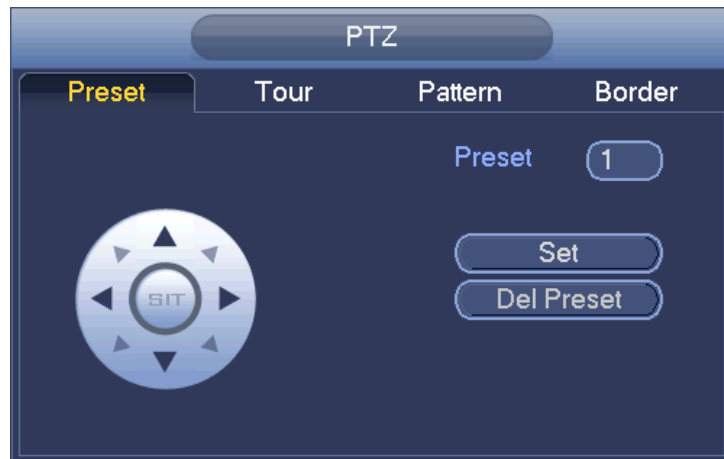 PTZ
Preset Tour Pattern Border
Preset 1
Set
SIT
Del Preset